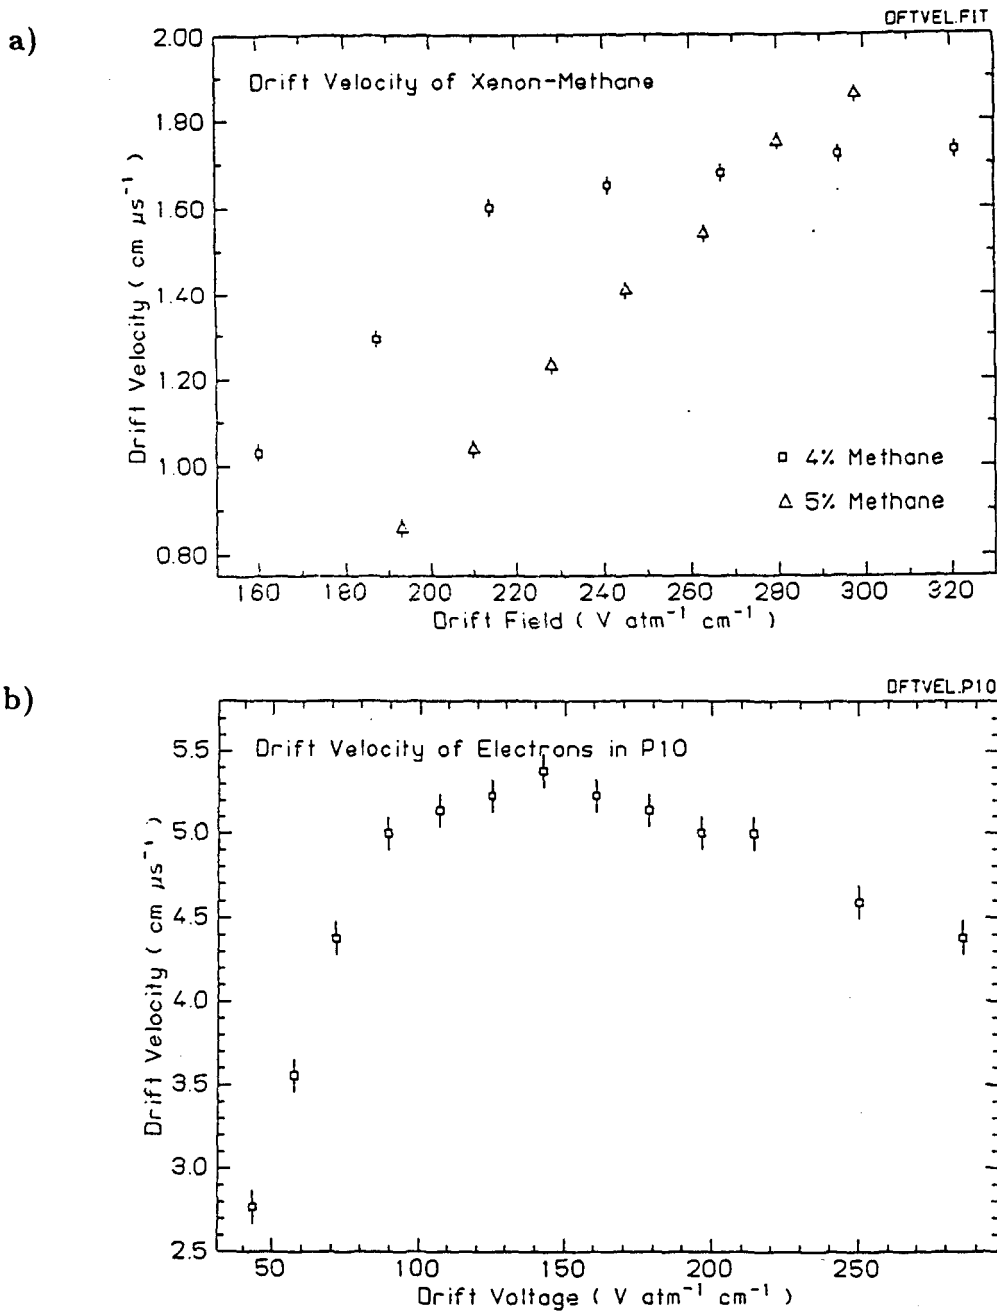 DFTVEL.FIT
a)
2.00
Drift Velocity of Xenon-Methane
1.80
1.60
1.40
1.20
1.00
0.80
Drift Velocity ( cm µs⁻¹ )
□ 4% Methane
△ 5% Methane
160 180 200 220 240 260 280 300 320
Drift Field ( V atm⁻¹ cm⁻¹ )
DFTVEL.P10
b)
Drift Velocity of Electrons in P10
5.5
5.0
4.5
4.0
3.5
3.0
2.5
Drift Velocity ( cm µs⁻¹ )
50 100 150 200 250
Drift Voltage ( V atm⁻¹ cm⁻¹ )